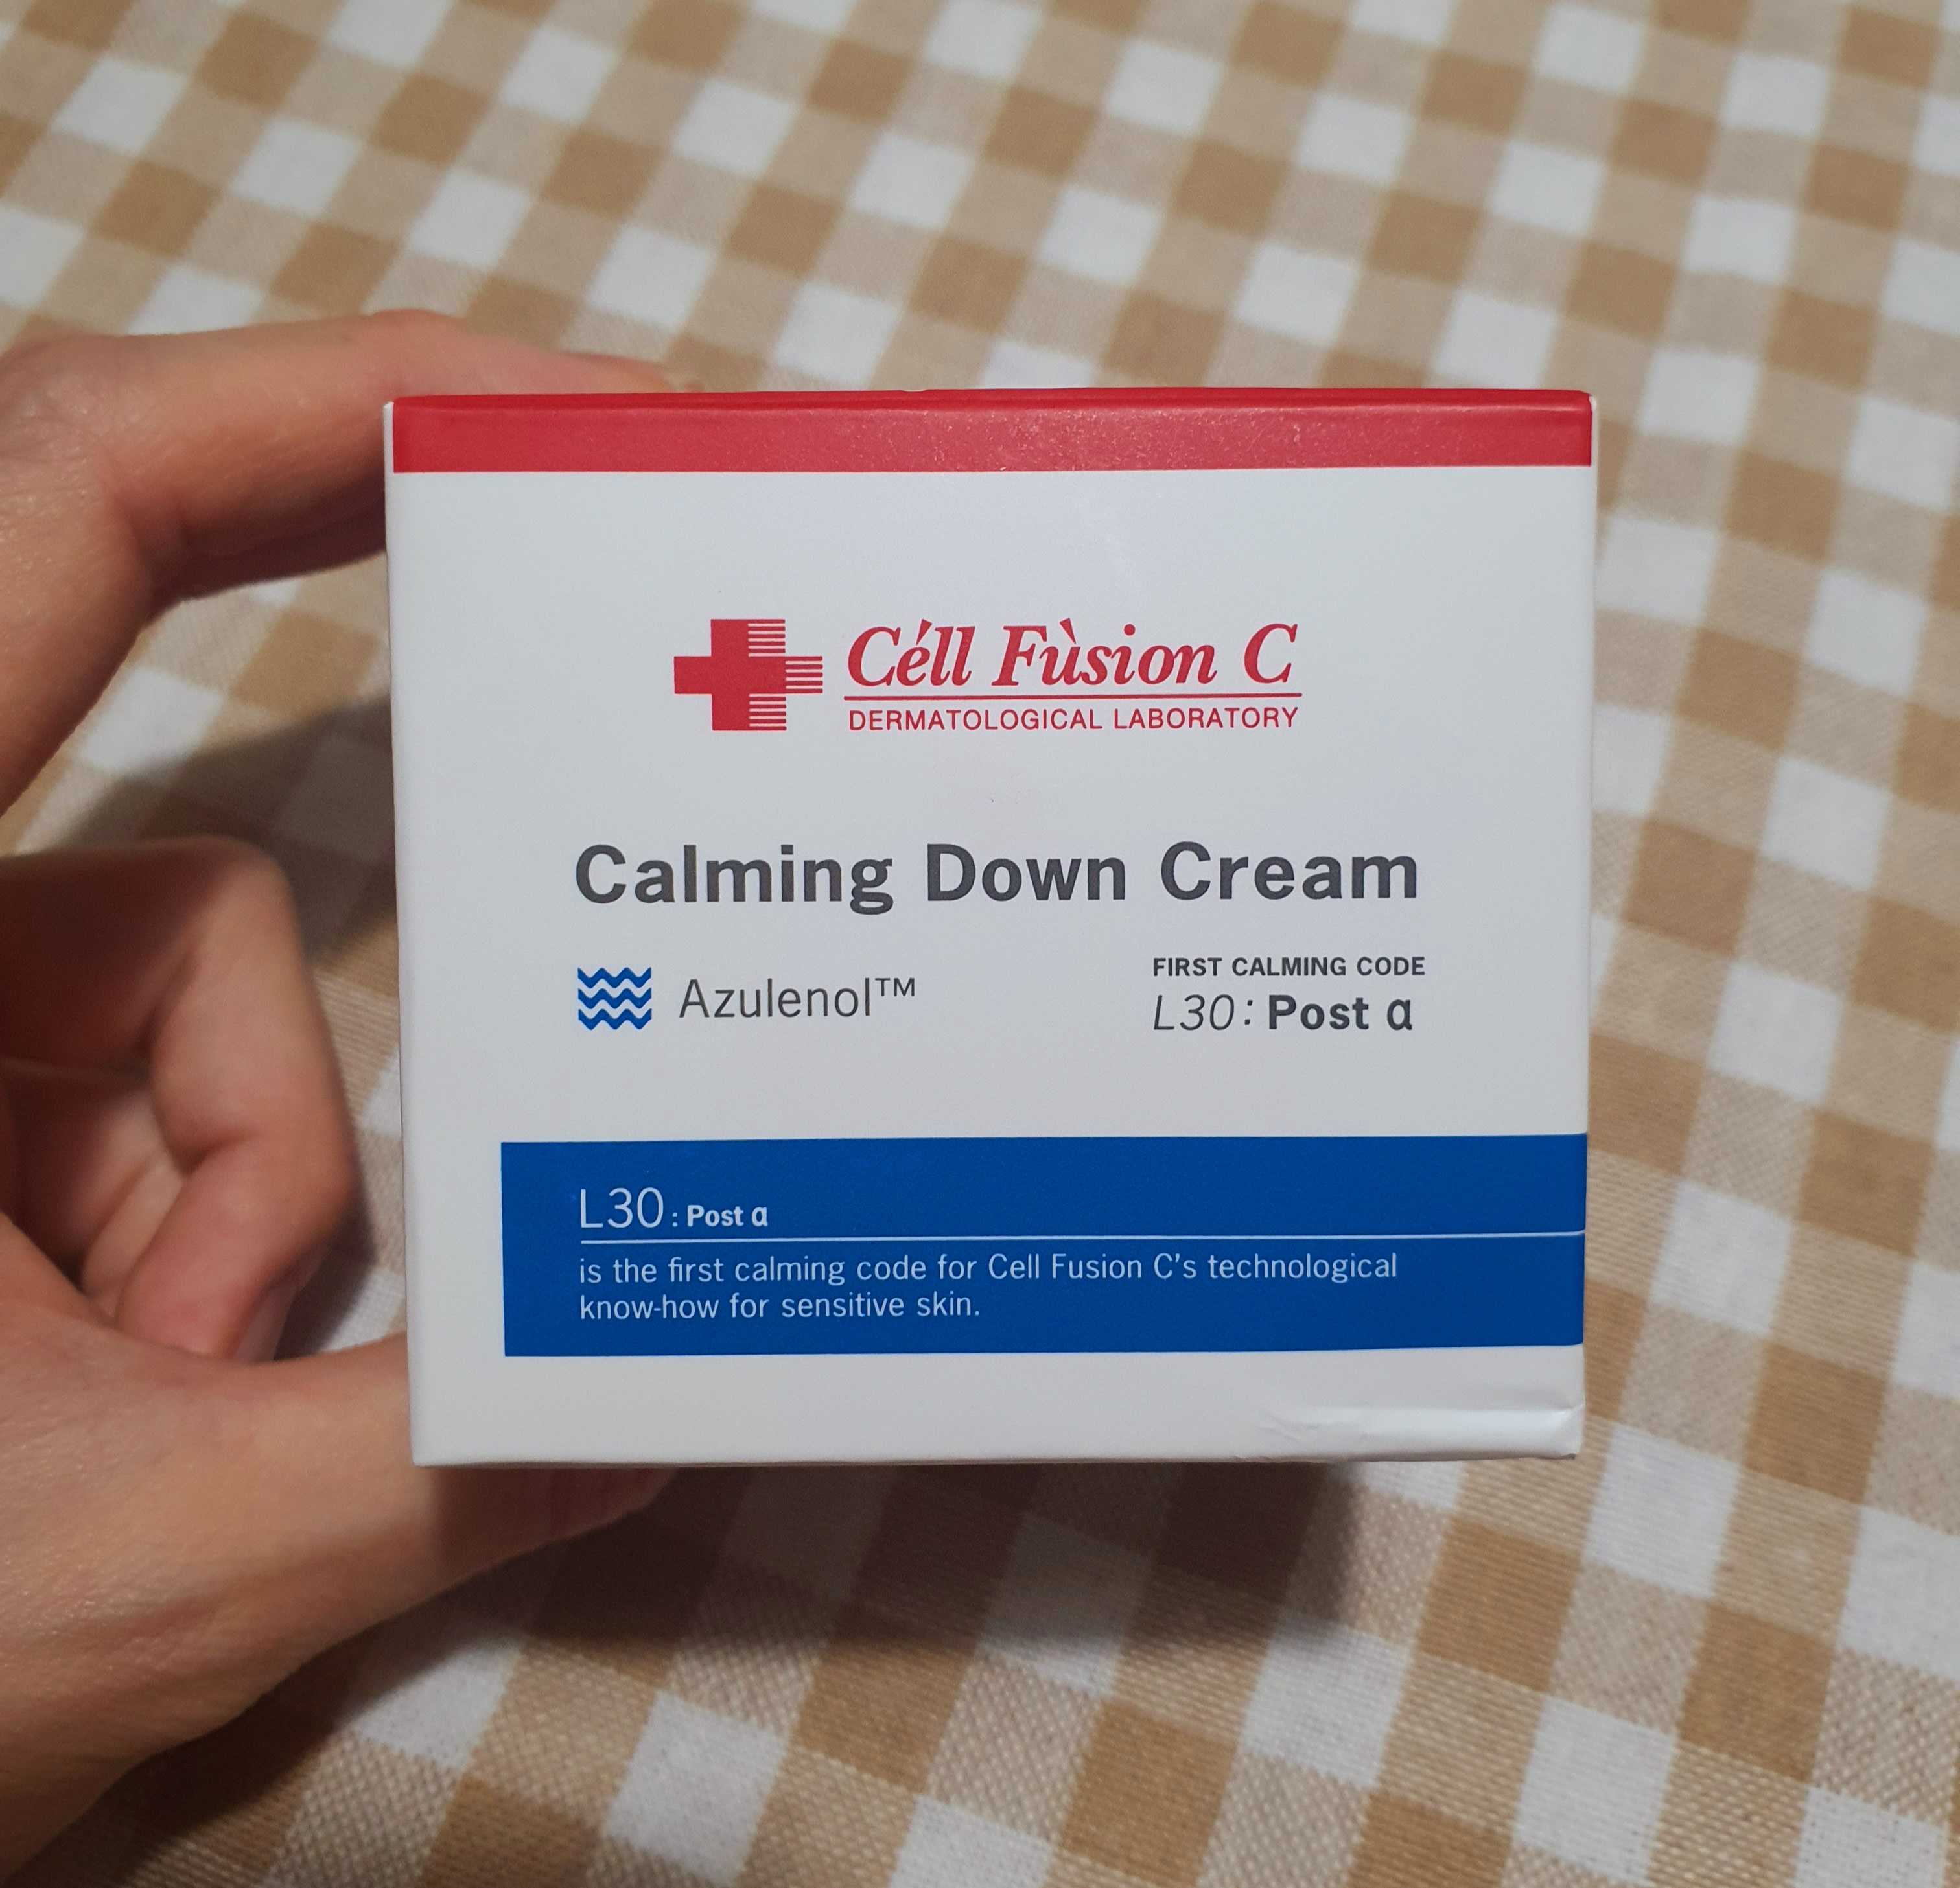 Céll Fùsion C
DERMATOLOGICAL LABORATORY
Calming Down Cream
Azulenol™
FIRST CALMING CODE
L30: Post α
L30: Post α
is the first calming code for Cell Fusion C's technological
know-how for sensitive skin.